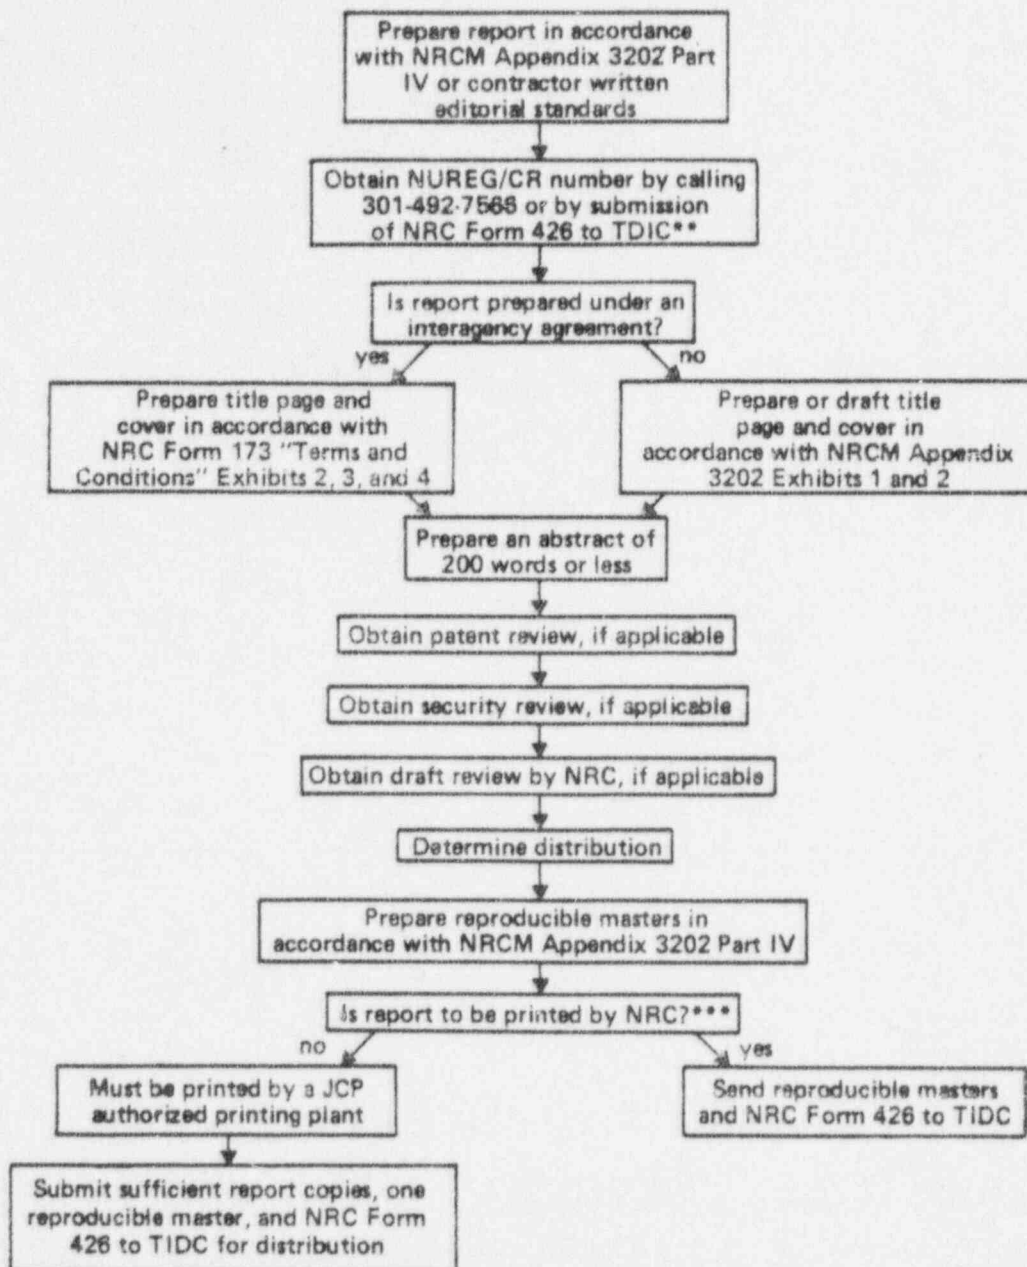 Prepare report in accordance
with NRCM Appendix 3202 Part
IV or contractor written
editorial standards
Obtain NUREG/CR number by calling
301-492-7566 or by submission
of NRC Form 426 to TDIC**
Is report prepared under an
interagency agreement?
yes
no
Prepare title page and
cover in accordance with
NRC Form 173 "Terms and
Conditions" Exhibits 2, 3, and 4
Prepare or draft title
page and cover in
accordance with NRCM Appendix
3202 Exhibits 1 and 2
Prepare an abstract of
200 words or less
Obtain patent review, if applicable
Obtain security review, if applicable
Obtain draft review by NRC, if applicable
Determine distribution
Prepare reproducible masters in
accordance with NRCM Appendix 3202 Part IV
Is report to be printed by NRC?***
no
yes
Must be printed by a JCP
authorized printing plant
Send reproducible masters
and NRC Form 426 to TIDC
Submit sufficient report copies, one
reproducible master, and NRC Form
426 to TIDC for distribution